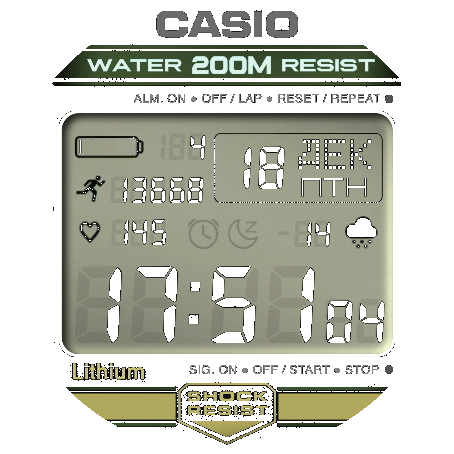 CASIO
WATER 200M RESIST
ALM. ON ● OFF / LAP ● RESET / REPEAT ●
4 18 ДЕК
13668 ПТН
145 14
17:51 04
Lithium SIG. ON ● OFF / START ● STOP ●
SHOCK
RESIST